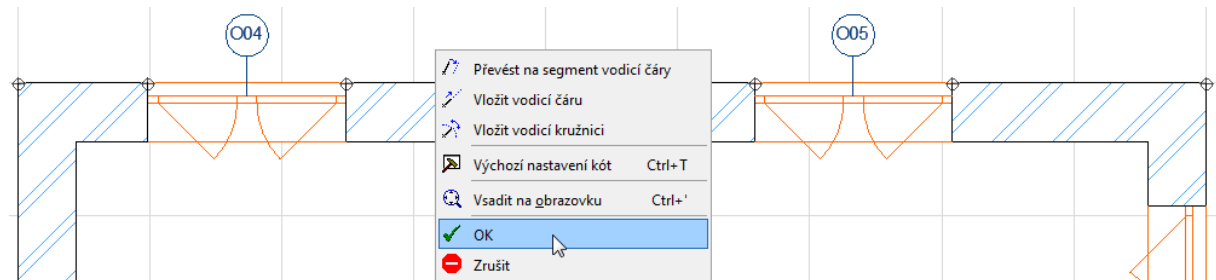 O04
O05
Převést na segment vodicí čáry
Vložit vodicí čáru
Vložit vodicí kružnici
Výchozí nastavení kót Ctrl+T
Vsadit na obrazovku Ctrl+'
OK
Zrušit